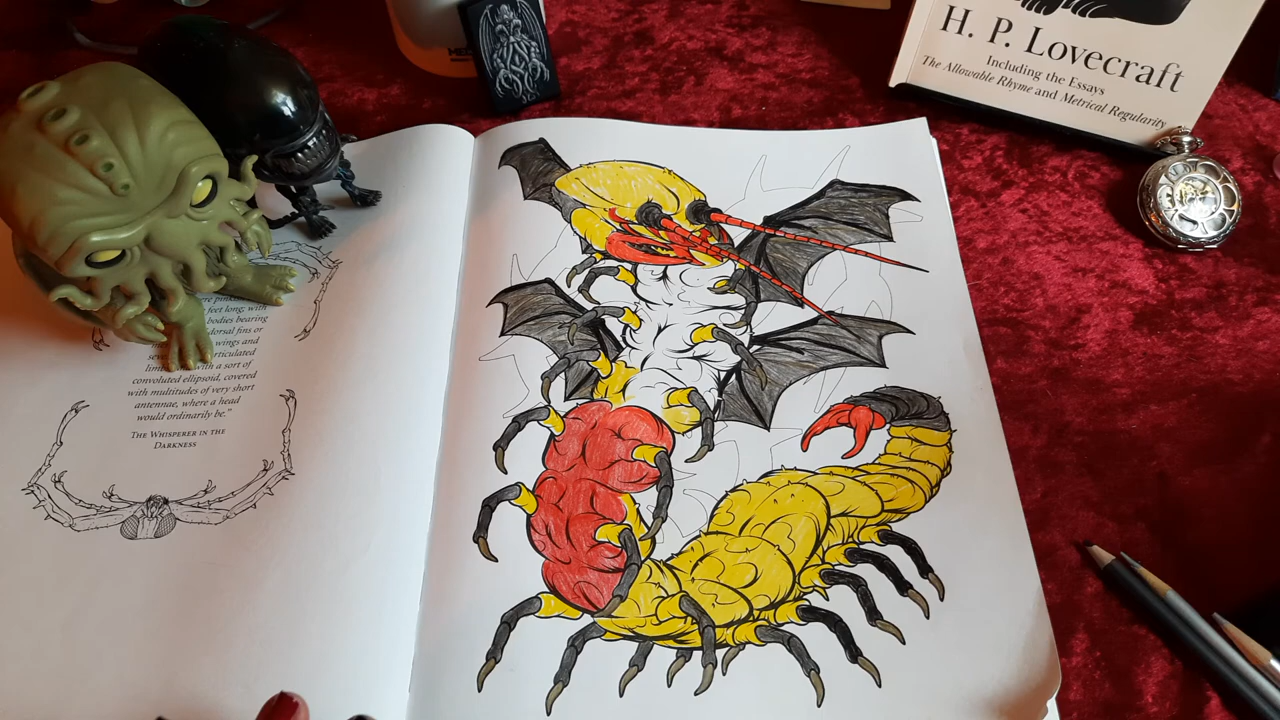 H. P. Lovecraft
Including the Essays
The Allowable Rhyme and Metrical Regularity
feet long; with
bodies bearing
dorsal fins or
wings and
articulated
with a sort of
convoluted ellipsoid, covered
with multitudes of very short
antennae, where a head
would ordinarily be."
The Whisperer in the
Darkness